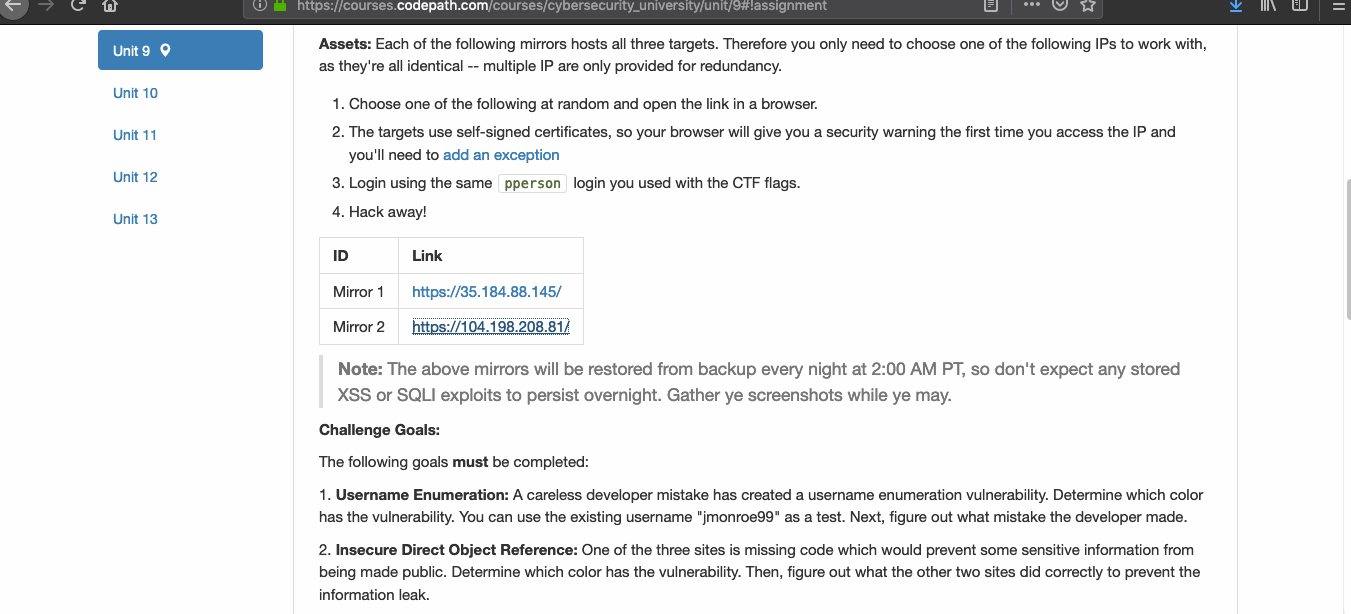 https://courses.codepath.com/courses/cybersecurity_university/unit/9#!assignment
Unit 9
Unit 10
Unit 11
Unit 12
Unit 13
Assets: Each of the following mirrors hosts all three targets. Therefore you only need to choose one of the following IPs to work with,
as they're all identical -- multiple IP are only provided for redundancy.
1. Choose one of the following at random and open the link in a browser.
2. The targets use self-signed certificates, so your browser will give you a security warning the first time you access the IP and
you'll need to add an exception
3. Login using the same pperson login you used with the CTF flags.
4. Hack away!
ID Link
Mirror 1 https://35.184.88.145/
Mirror 2 https://104.198.208.81/
Note: The above mirrors will be restored from backup every night at 2:00 AM PT, so don't expect any stored
XSS or SQLI exploits to persist overnight. Gather ye screenshots while ye may.
Challenge Goals:
The following goals must be completed:
1. Username Enumeration: A careless developer mistake has created a username enumeration vulnerability. Determine which color
has the vulnerability. You can use the existing username "jmonroe99" as a test. Next, figure out what mistake the developer made.
2. Insecure Direct Object Reference: One of the three sites is missing code which would prevent some sensitive information from
being made public. Determine which color has the vulnerability. Then, figure out what the other two sites did correctly to prevent the
information leak.